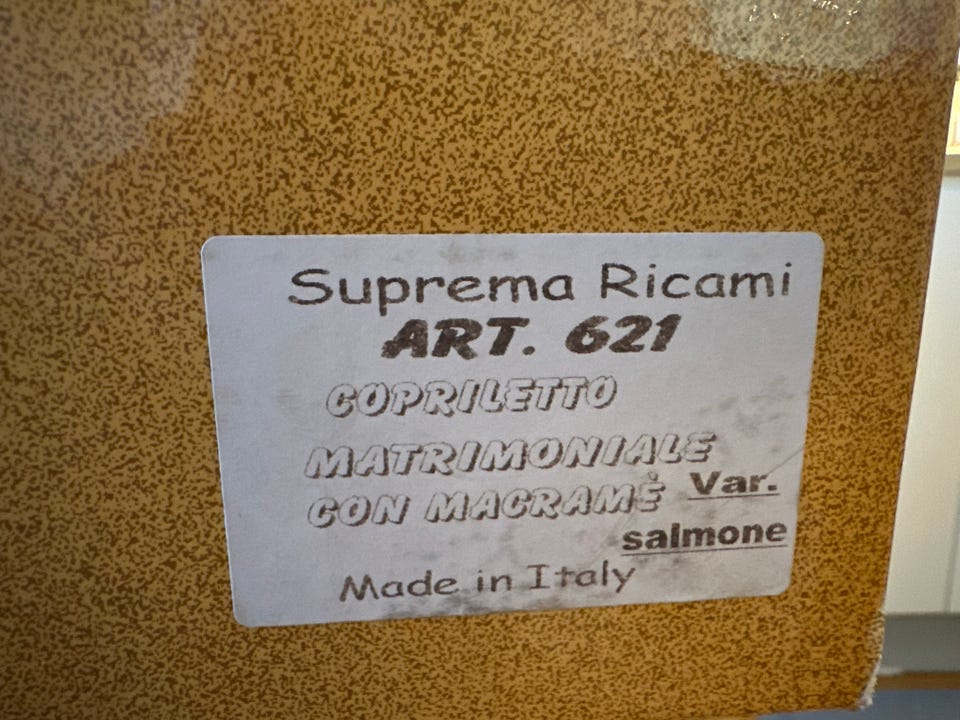 Suprema Ricami
ART. 621
COPRILETTO
MATRIMONIALE
CON MACRAMÈ
Var.
salmone
Made in Italy